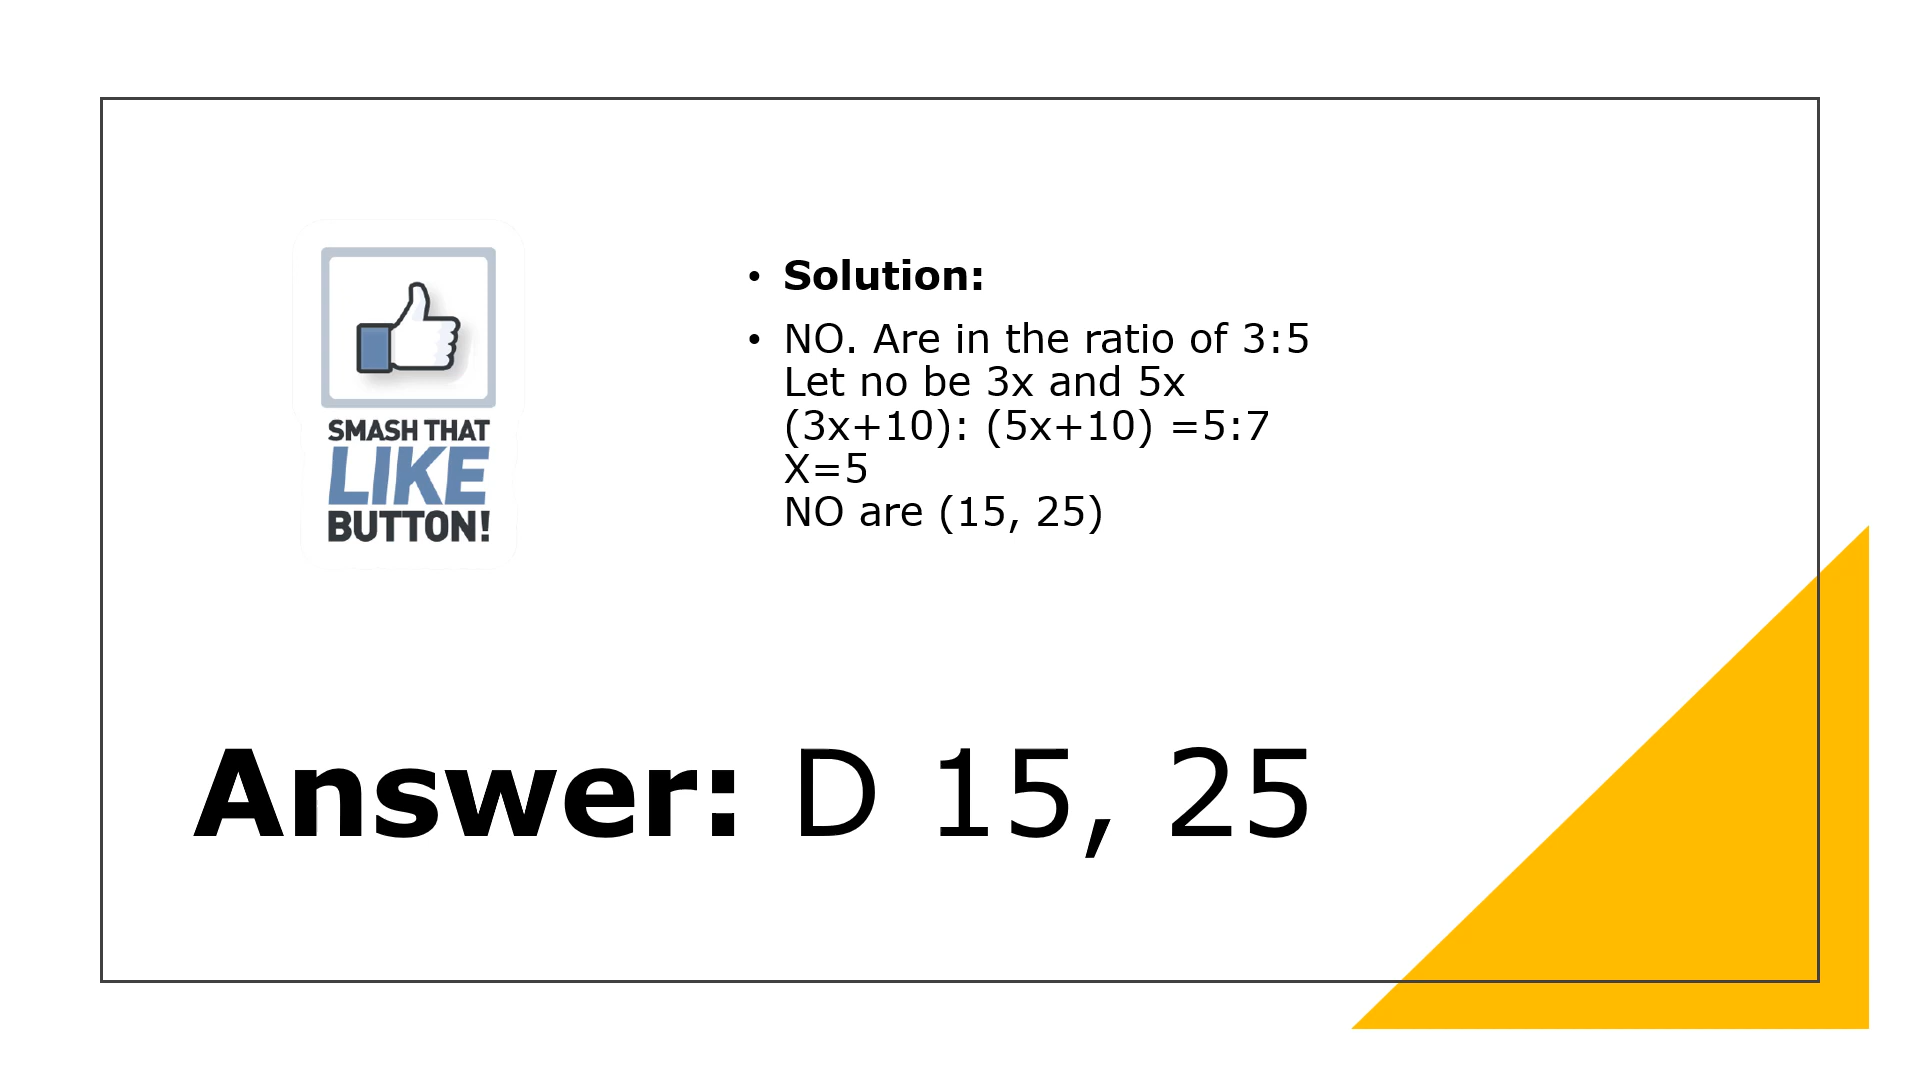 SMASH THAT
LIKE
BUTTON!
• Solution:
• NO. Are in the ratio of 3:5
Let no be 3x and 5x
(3x+10): (5x+10) =5:7
X=5
NO are (15, 25)
Answer: D 15, 25